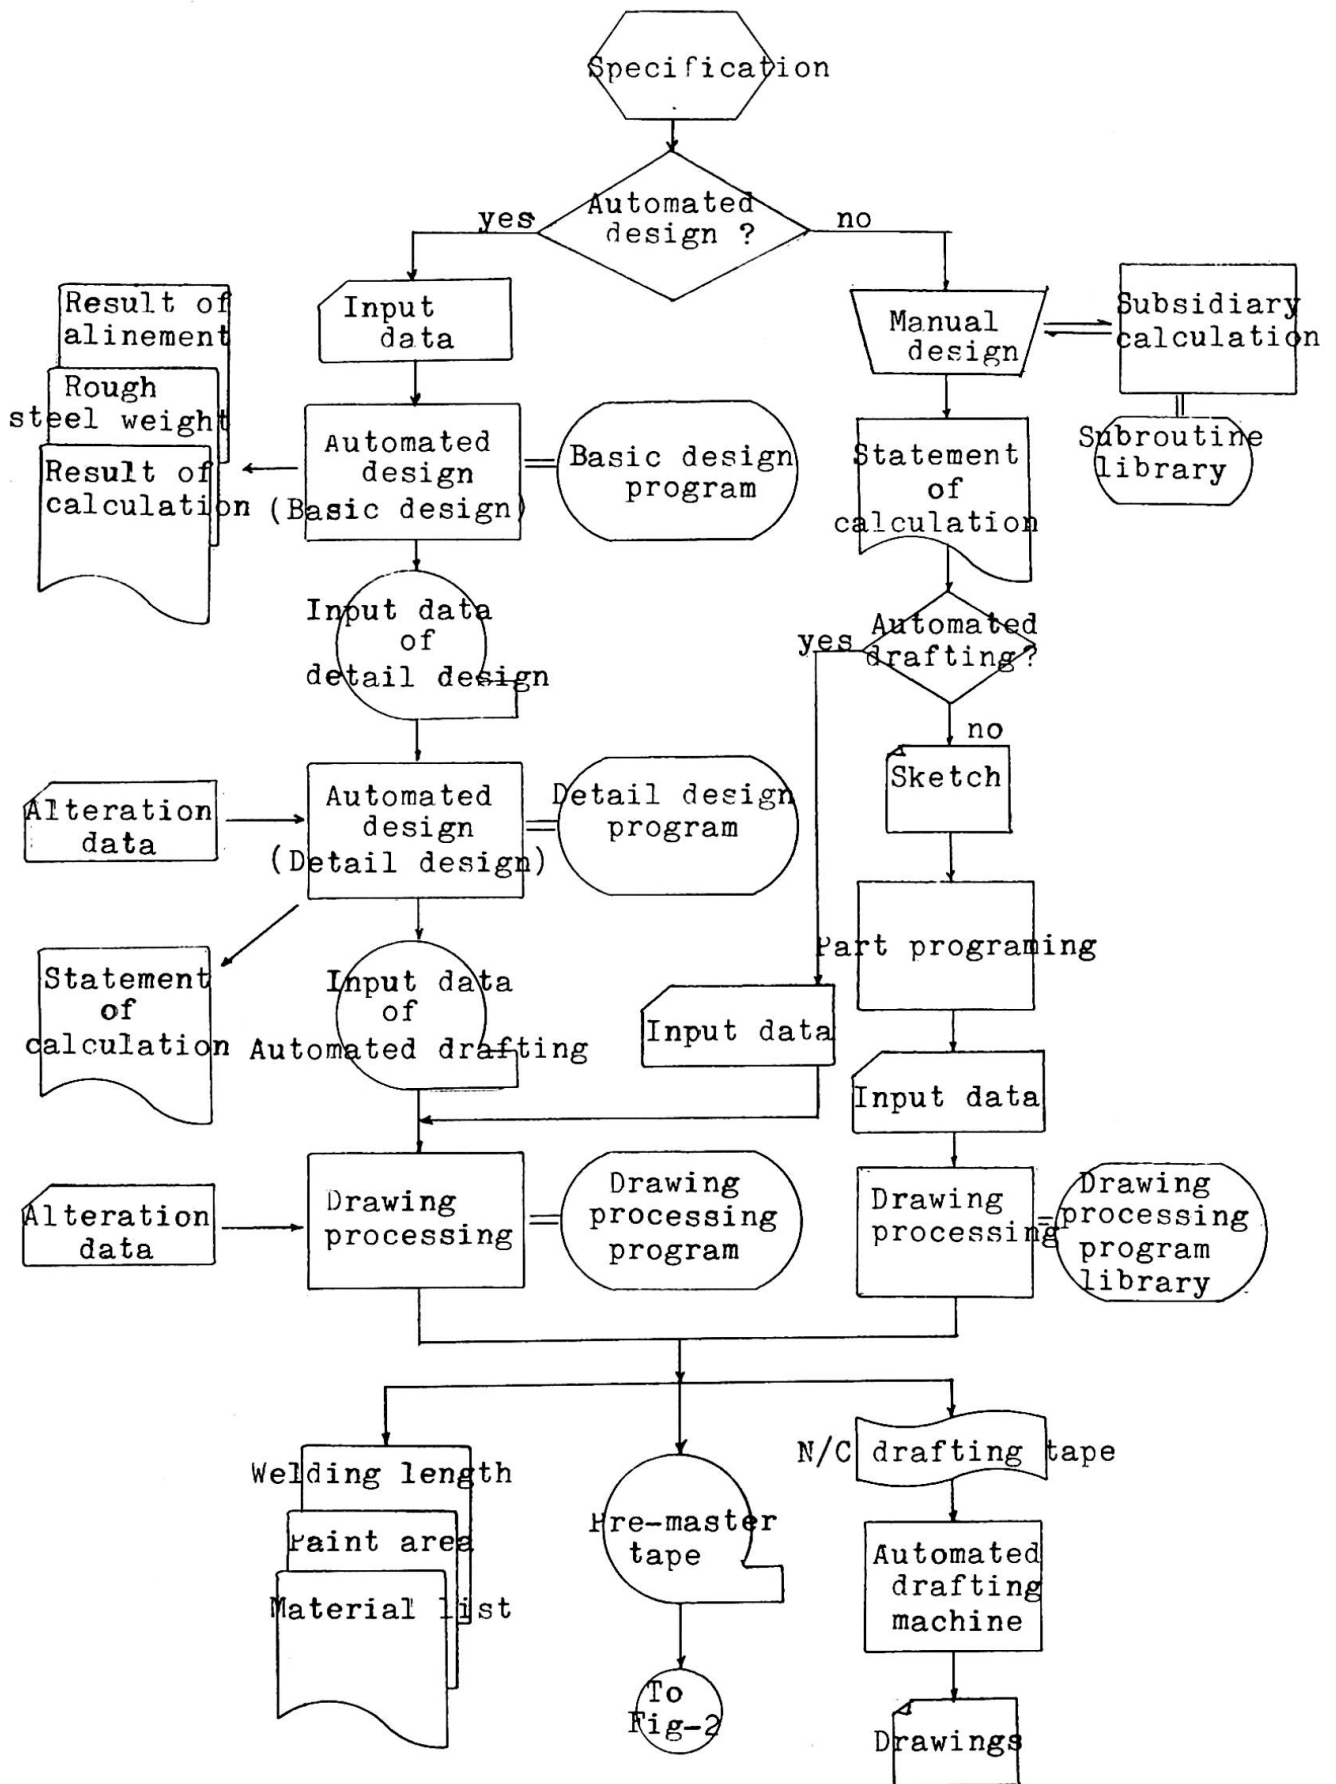 Specification
Automated
design ?
yes
no
Input
data
Manual
design
Subsidiary
calculation
Subroutine
library
Result of
alinement
Rough
steel weight
Result of
calculation
Automated
design
(Basic design)
Basic design
program
Statement
of
calculation
Input data
of
detail design
yes
Automated
drafting?
no
Sketch
Alteration
data
Automated
design
(Detail design)
Detail design
program
Part programing
Statement
of
calculation
Input data
of
Automated drafting
Input data
Input data
Alteration
data
Drawing
processing
Drawing
processing
program
Drawing
processing
Drawing
processing
program
library
Welding length
Paint area
Material list
Pre-master
tape
To
Fig-2
N/C drafting tape
Automated
drafting
machine
Drawings